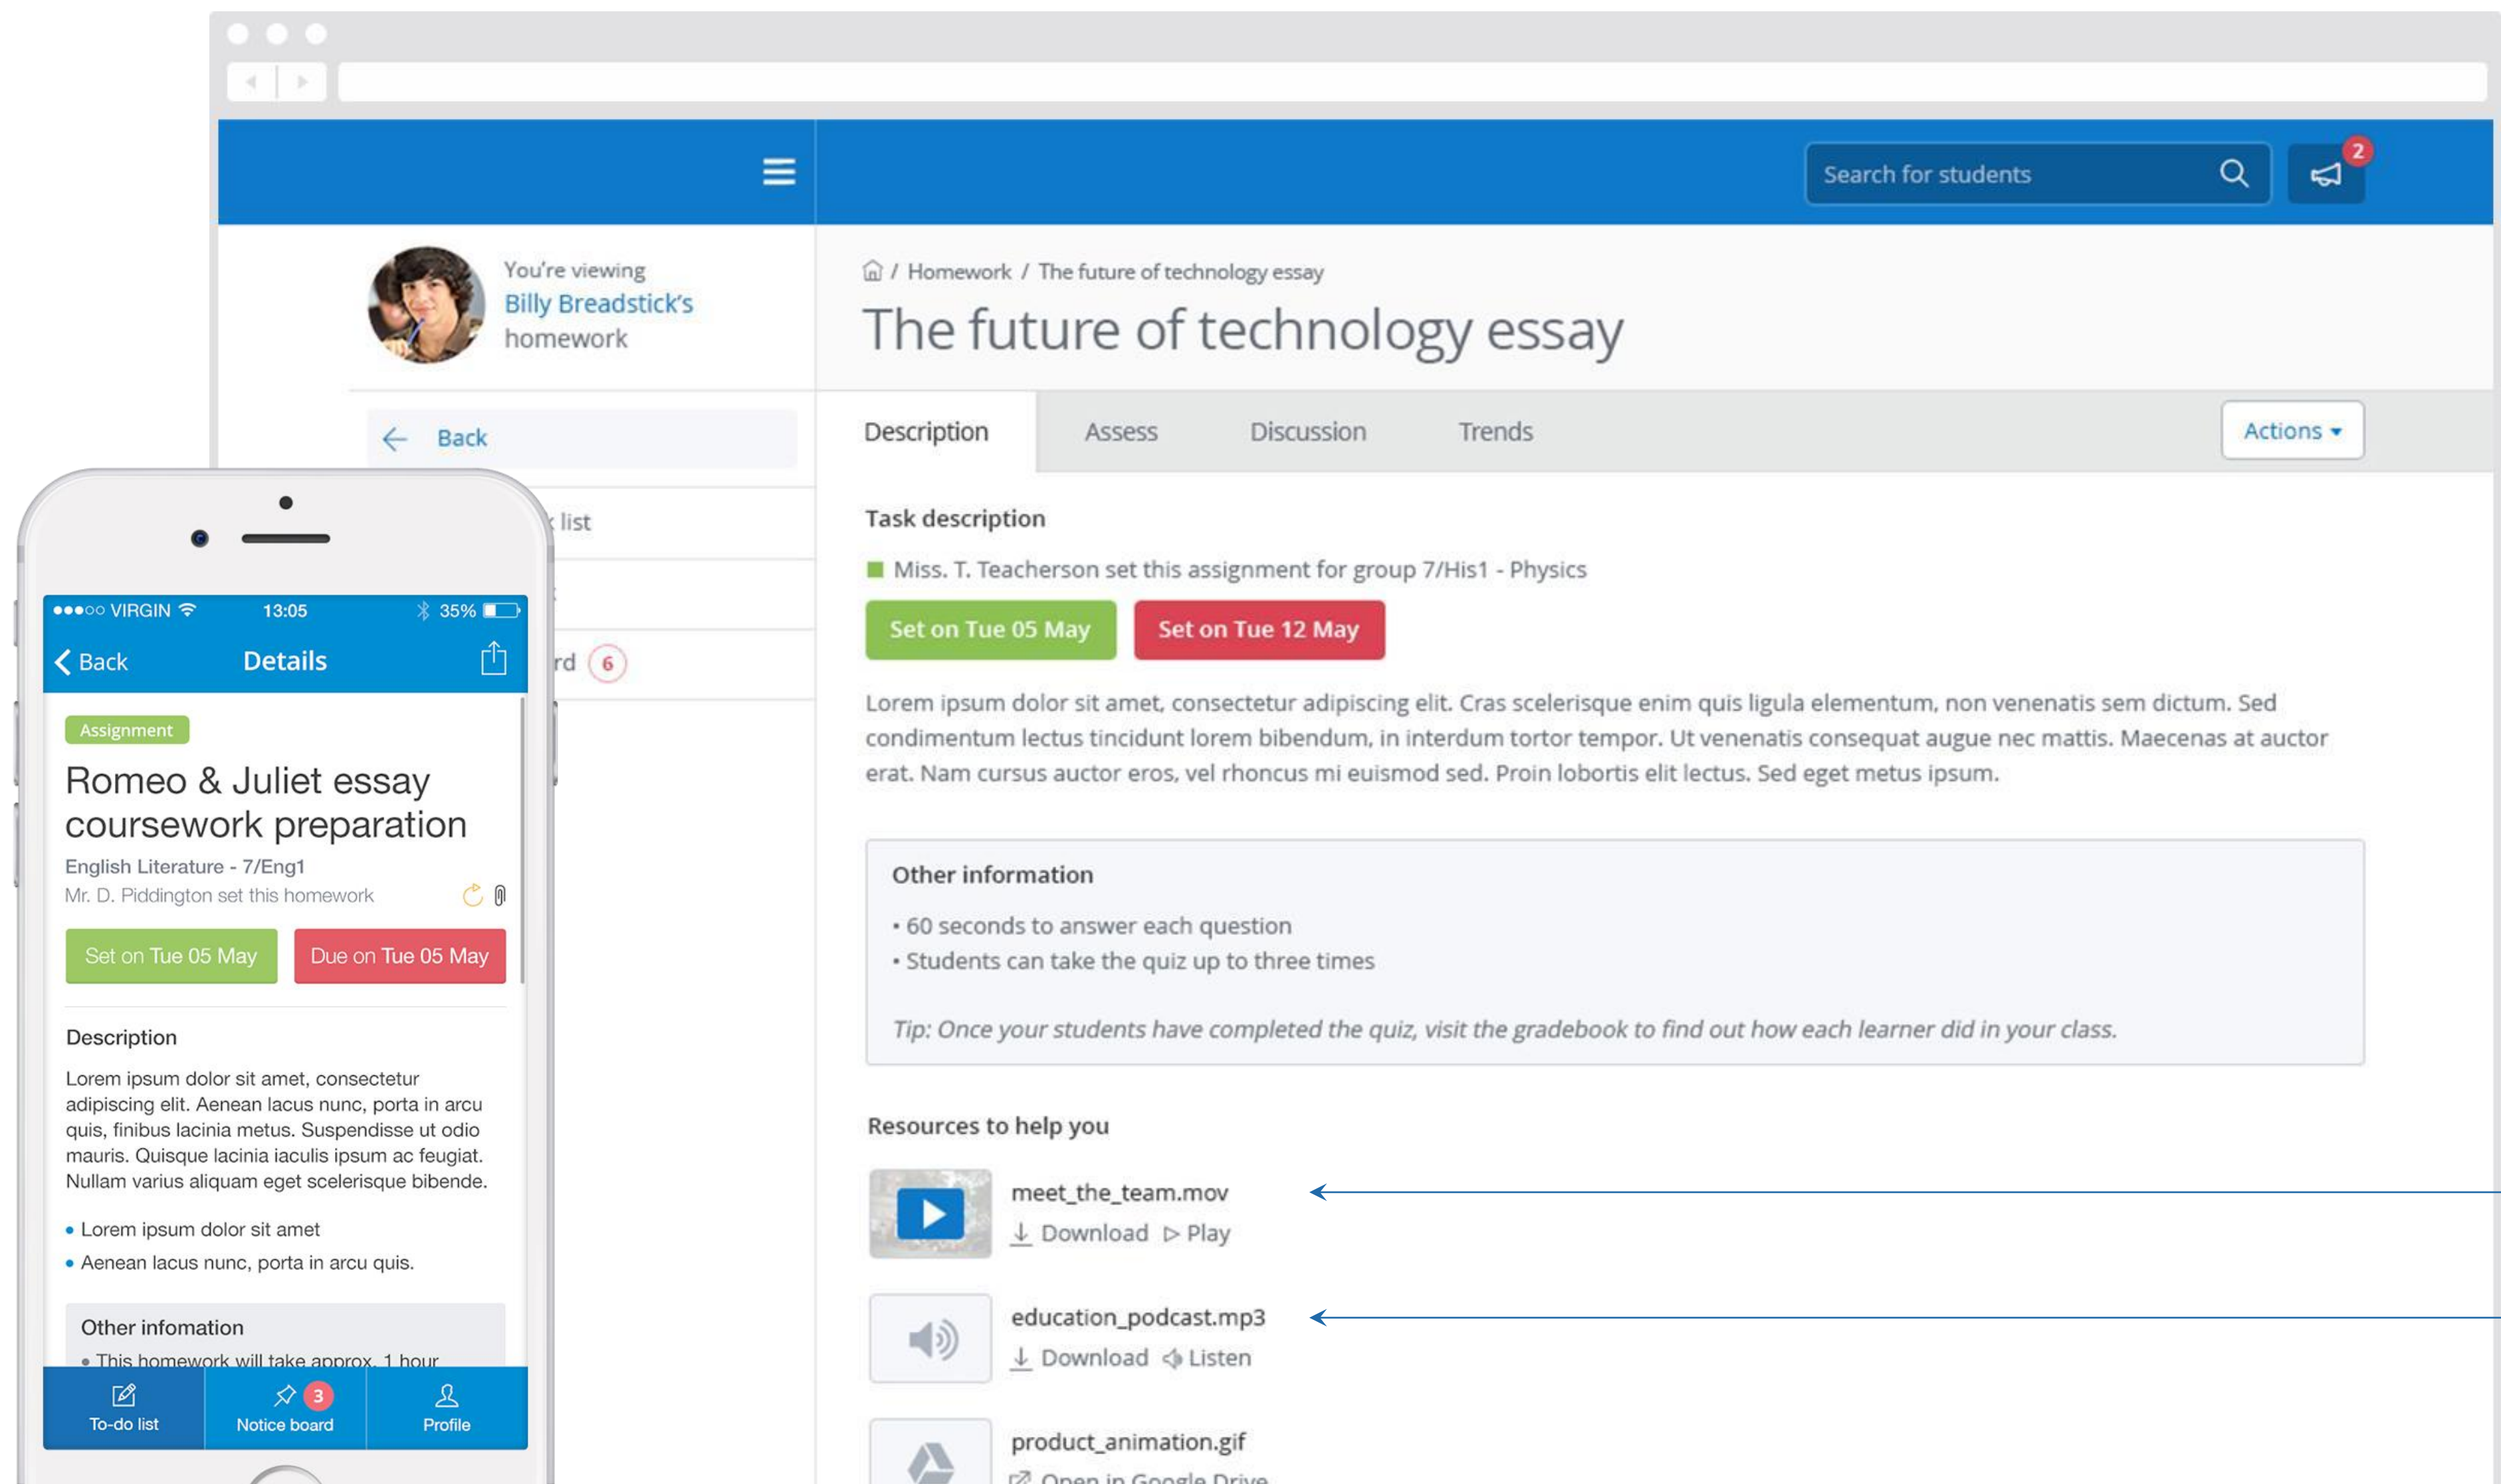 Search for students
2
You're viewing
Billy Breadstick's
homework
/ Homework / The future of technology essay
The future of technology essay
Back
list
rd 6
Description
Assess
Discussion
Trends
Actions
Task description
Miss. T. Teacherson set this assignment for group 7/His1 - Physics
Set on Tue 05 May
Set on Tue 12 May
Lorem ipsum dolor sit amet, consectetur adipiscing elit. Cras scelerisque enim quis ligula elementum, non venenatis sem dictum. Sed
condimentum lectus tincidunt lorem bibendum, in interdum tortor tempor. Ut venenatis consequat augue nec mattis. Maecenas at auctor
erat. Nam cursus auctor eros, vel rhoncus mi euismod sed. Proin lobortis elit lectus. Sed eget metus ipsum.
Other information
• 60 seconds to answer each question
• Students can take the quiz up to three times
Tip: Once your students have completed the quiz, visit the gradebook to find out how each learner did in your class.
Resources to help you
meet_the_team.mov
Download Play
education_podcast.mp3
Download Listen
product_animation.gif
Open in Google Drive
VIRGIN 13:05 35%
Back Details
Assignment
Romeo & Juliet essay
coursework preparation
English Literature - 7/Eng1
Mr. D. Piddington set this homework
Set on Tue 05 May
Due on Tue 05 May
Description
Lorem ipsum dolor sit amet, consectetur
adipiscing elit. Aenean lacus nunc, porta in arcu
quis, finibus lacinia metus. Suspendisse ut odio
mauris. Quisque lacinia iaculis ipsum ac feugiat.
Nullam varius aliquam eget scelerisque bibende.
• Lorem ipsum dolor sit amet
• Aenean lacus nunc, porta in arcu quis.
Other infomation
• This homework will take approx. 1 hour
3
To-do list
Notice board
Profile